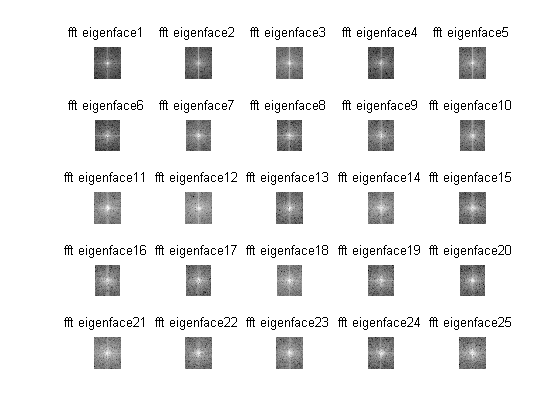 fft eigenface1 fft eigenface2 fft eigenface3 fft eigenface4 fft eigenface5
fft eigenface6 fft eigenface7 fft eigenface8 fft eigenface9 fft eigenface10
fft eigenface11 fft eigenface12 fft eigenface13 fft eigenface14 fft eigenface15
fft eigenface16 fft eigenface17 fft eigenface18 fft eigenface19 fft eigenface20
fft eigenface21 fft eigenface22 fft eigenface23 fft eigenface24 fft eigenface25